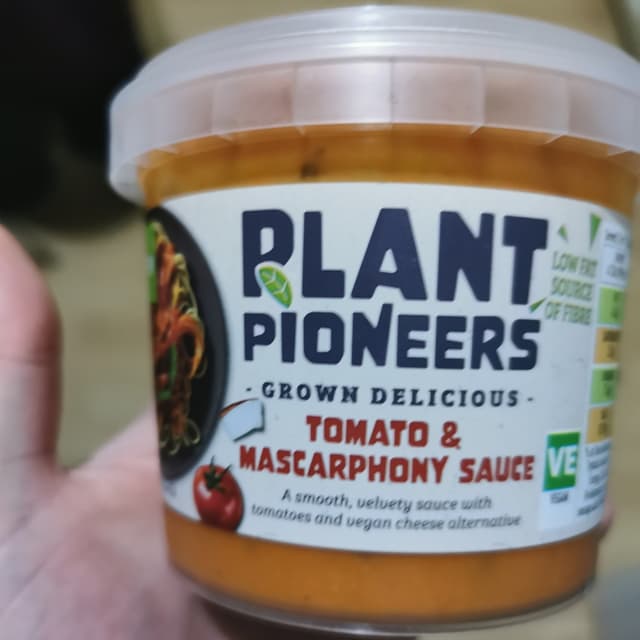 PLANT
PIONEERS
- GROWN DELICIOUS -
TOMATO &
MASCARPHONY SAUCE
A smooth, velvety sauce with
tomatoes and vegan cheese alternative
LOW FAT
SOURCE
OF FIBRE
VE